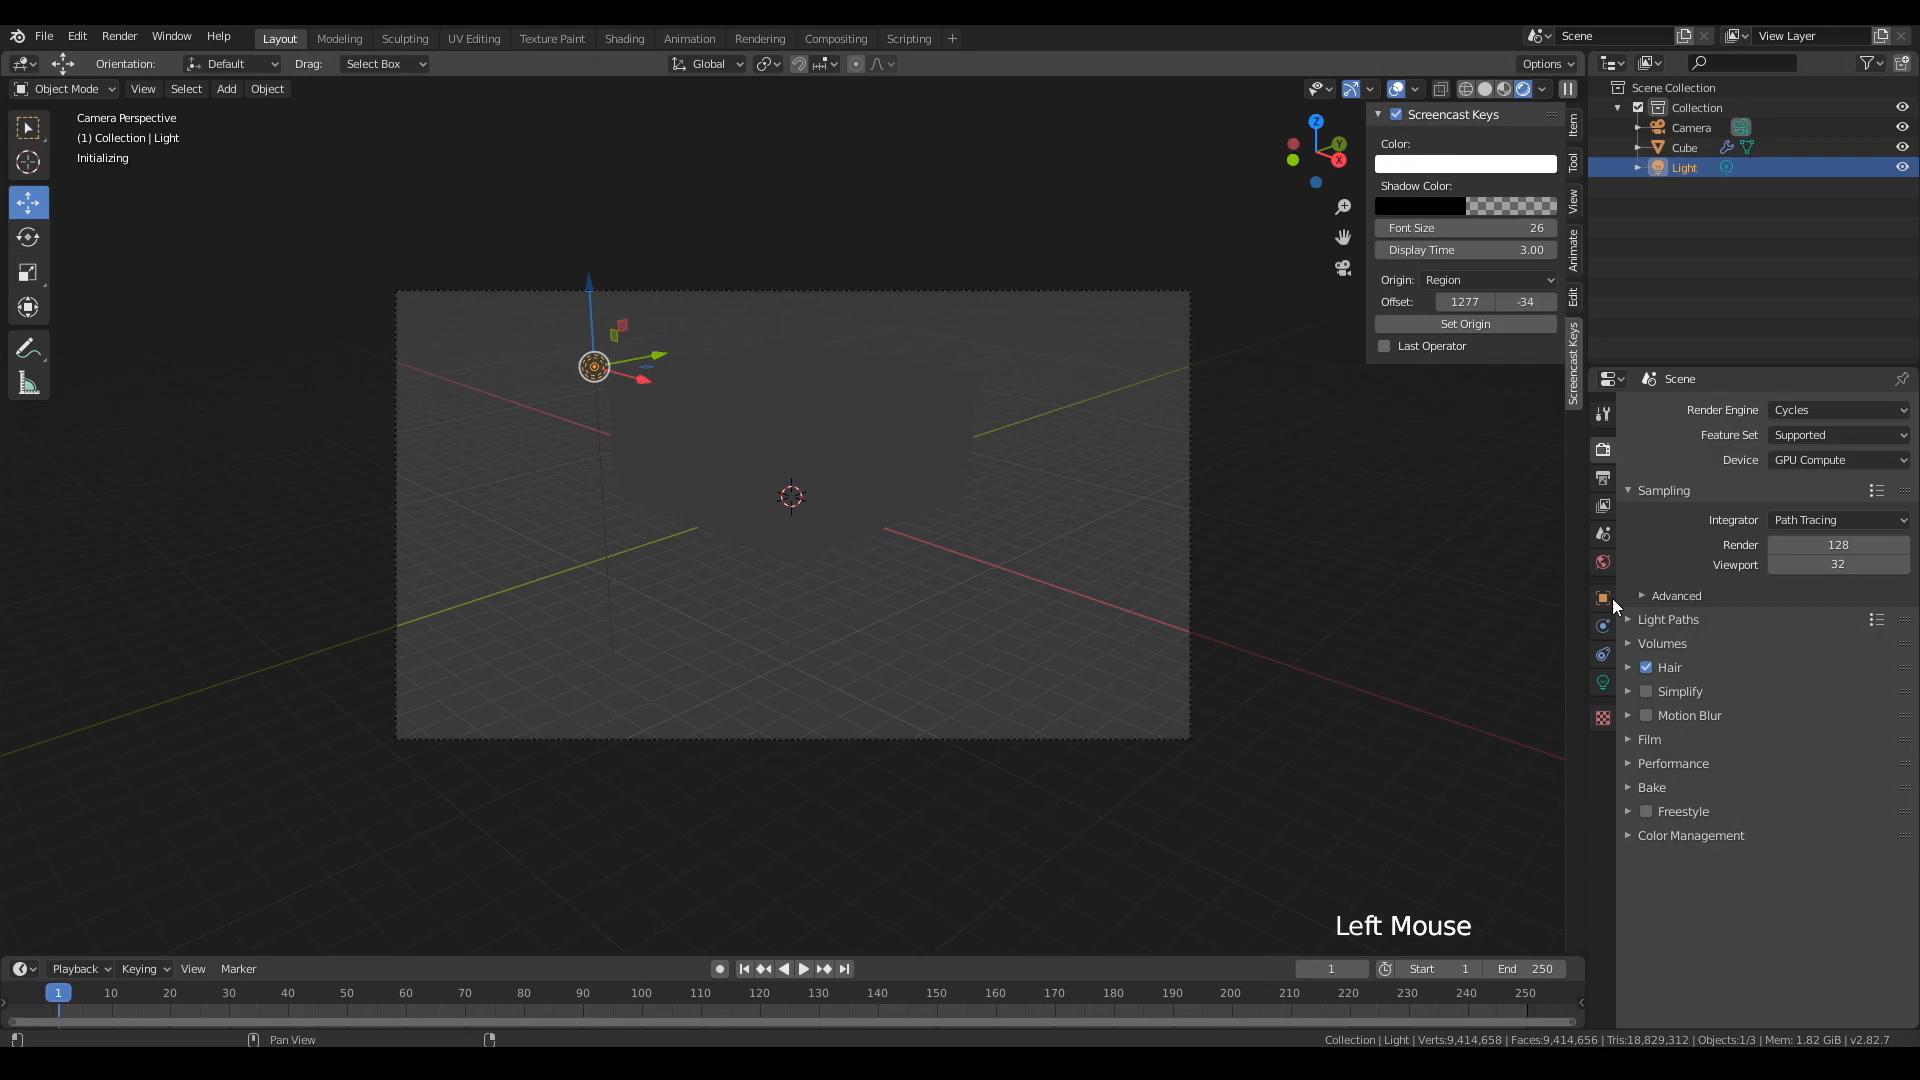 File Edit Render Window Help Layout Modeling Sculpting UV Editing Texture Paint Shading Animation Rendering Compositing Scripting + Scene View Layer
Orientation: Default Drag: Select Box Global Options
Object Mode View Select Add Object
Camera Perspective
(1) Collection | Light
Initializing
Z
Y
X
Screencast Keys
Color:
Shadow Color:
Font Size 26
Display Time 3.00
Origin: Region
Offset: 1277 -34
Set Origin
Last Operator
Item
Tool
View
Animate
Edit
Screencast Keys
Scene Collection
Collection
Camera
Cube
Light
Scene
Render Engine Cycles
Feature Set Supported
Device GPU Compute
Sampling
Integrator Path Tracing
Render 128
Viewport 32
Advanced
Light Paths
Volumes
Hair
Simplify
Motion Blur
Film
Performance
Bake
Freestyle
Color Management
Left Mouse
Playback Keying View Marker 1 Start 1 End 250
1 10 20 30 40 50 60 70 80 90 100 110 120 130 140 150 160 170 180 190 200 210 220 230 240 250
Pan View
Collection | Light | Verts:9,414,658 | Faces:9,414,656 | Tris:18,829,312 | Objects:1/3 | Mem: 1.82 GiB | v2.82.7